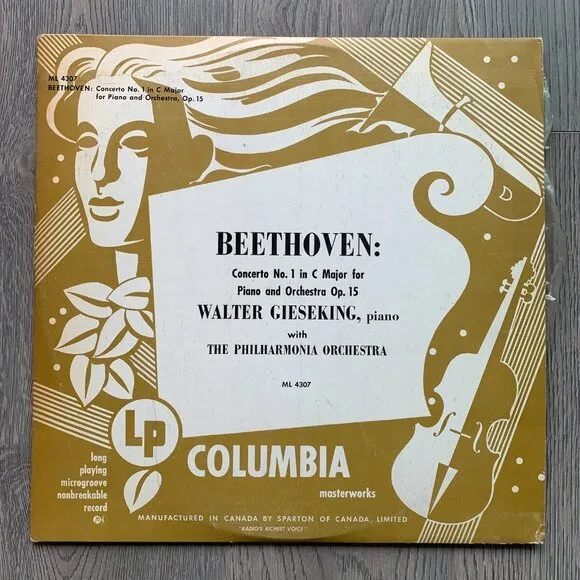 ML 4307
BEETHOVEN: Concerto No. 1 in C Major
for Piano and Orchestra, Op. 15
BEETHOVEN:
Concerto No. 1 in C Major for
Piano and Orchestra Op. 15
WALTER GIESEKING, piano
with
THE PHILHARMONIA ORCHESTRA
ML 4307
Lp
long
playing
microgroove
nonbreakable
record
COLUMBIA
masterworks
MANUFACTURED IN CANADA BY SPARTON OF CANADA, LIMITED
"RADIO'S RICHEST VOICE"